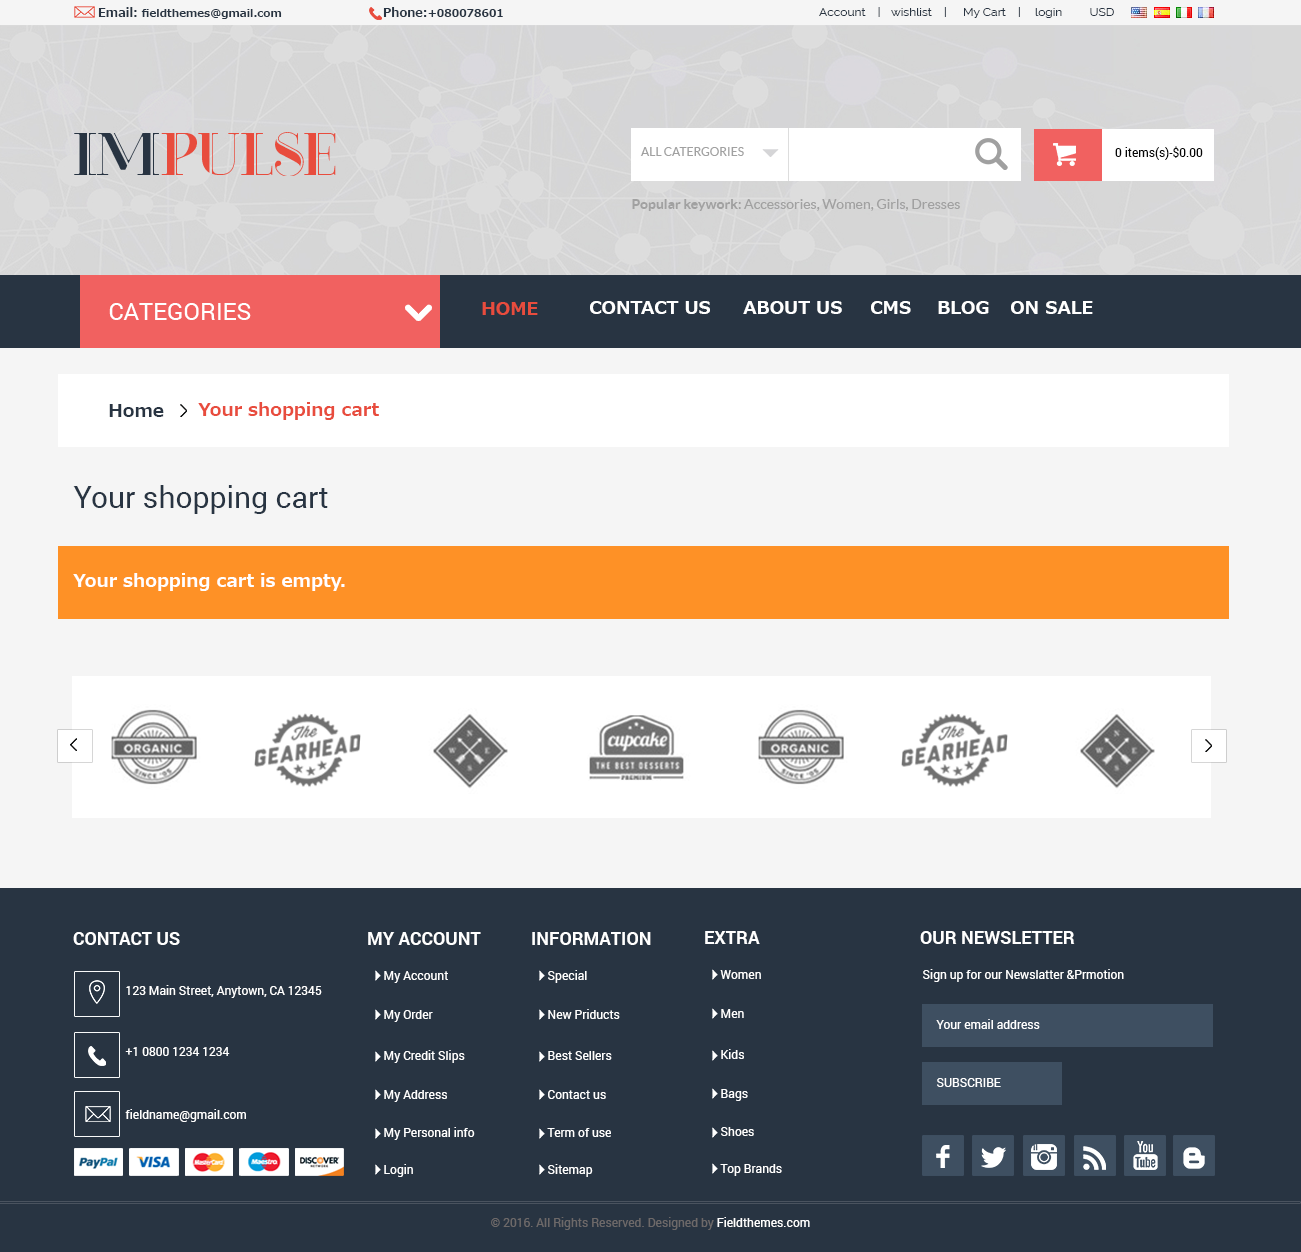 Email: fieldthemes@gmail.com Phone:+080078601 Account | wishlist | My Cart | login USD
IMPULSE
ALL CATERGORIES
0 items(s)-$0.00
Popular keywork: Accessories, Women, Girls, Dresses
CATEGORIES HOME CONTACT US ABOUT US CMS BLOG ON SALE
Home > Your shopping cart
Your shopping cart
Your shopping cart is empty.
ORGANIC
SINCE '95
The
GEARHEAD
N
W E
S
cupcake
THE BEST DESSERTS
PREMIUM
ORGANIC
SINCE '95
The
GEARHEAD
N
W E
S
CONTACT US
123 Main Street, Anytown, CA 12345
+1 0800 1234 1234
fieldname@gmail.com
PayPal VISA MasterCard Maestro DISCOVER
NETWORK
MY ACCOUNT
My Account
My Order
My Credit Slips
My Address
My Personal info
Login
INFORMATION
Special
New Priducts
Best Sellers
Contact us
Term of use
Sitemap
EXTRA
Women
Men
Kids
Bags
Shoes
Top Brands
OUR NEWSLETTER
Sign up for our Newslatter &Prmotion
Your email address
SUBSCRIBE
You
Tube
© 2016. All Rights Reserved. Designed by Fieldthemes.com